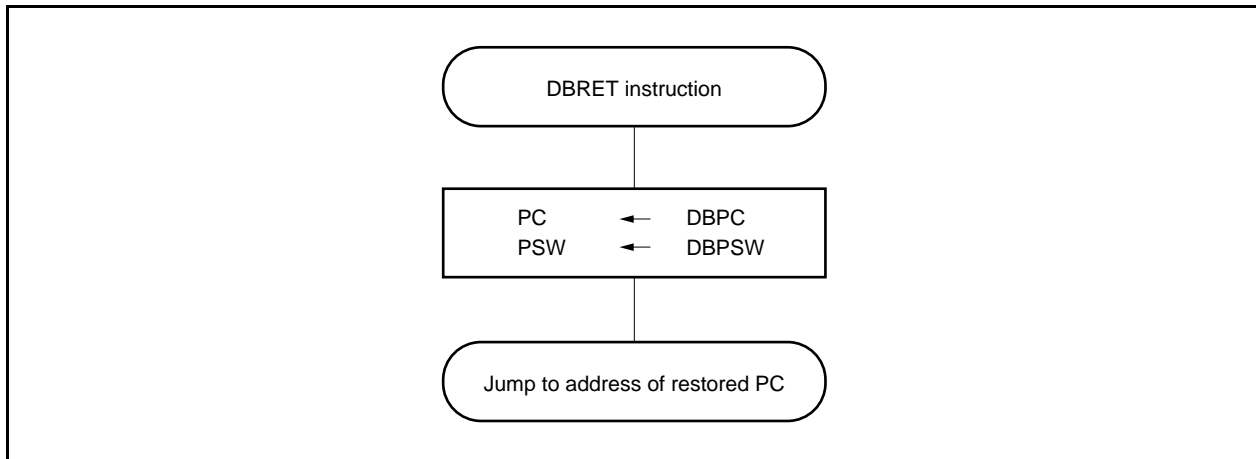 DBRET instruction
PC ← DBPC
PSW ← DBPSW
Jump to address of restored PC